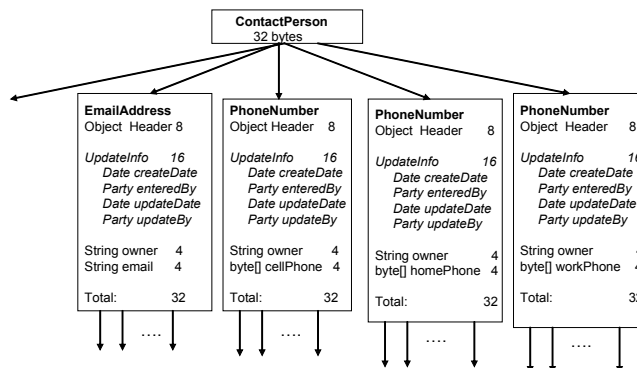 ContactPerson
32 bytes
EmailAddress
Object Header 8
UpdateInfo 16
Date createDate
Party enteredBy
Date updateDate
Party updateBy
String owner 4
String email 4
Total: 32
....
PhoneNumber
Object Header 8
UpdateInfo 16
Date createDate
Party enteredBy
Date updateDate
Party updateBy
String owner 4
byte[] cellPhone 4
Total: 32
....
PhoneNumber
Object Header 8
UpdateInfo 16
Date createDate
Party enteredBy
Date updateDate
Party updateBy
String owner 4
byte[] homePhone 4
Total: 32
....
PhoneNumber
Object Header 8
UpdateInfo 16
Date createDate
Party enteredBy
Date updateDate
Party updateBy
String owner 4
byte[] workPhone 4
Total: 32
....